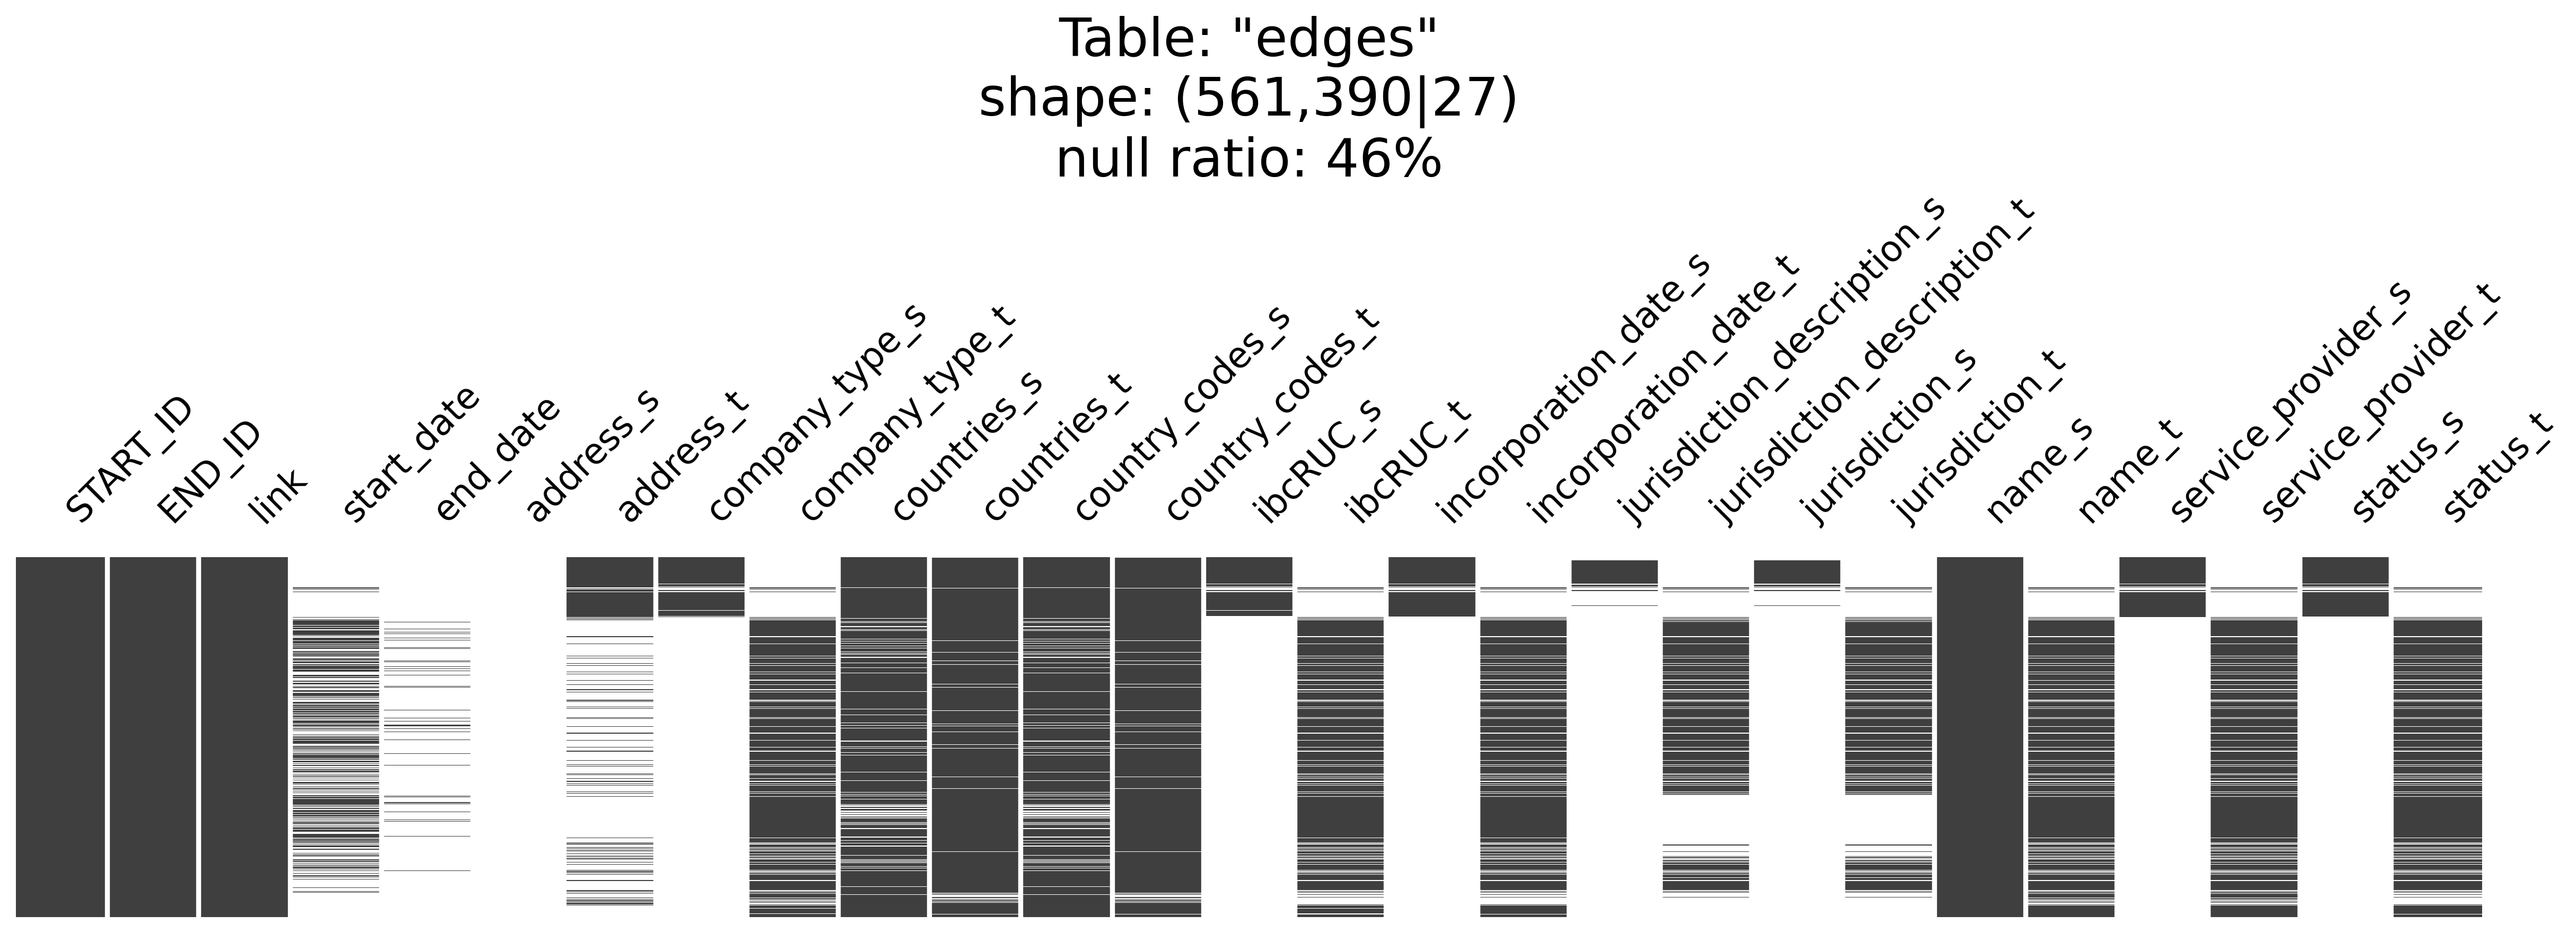 Table: "edges"
shape: (561,390|27)
null ratio: 46%
START_ID
END_ID
link
start_date
end_date
address_s
address_t
company_type_s
company_type_t
countries_s
countries_t
country_codes_s
country_codes_t
ibcRUC_s
ibcRUC_t
incorporation_date_s
incorporation_date_t
jurisdiction_description_s
jurisdiction_description_t
jurisdiction_s
jurisdiction_t
name_s
name_t
service_provider_s
service_provider_t
status_s
status_t